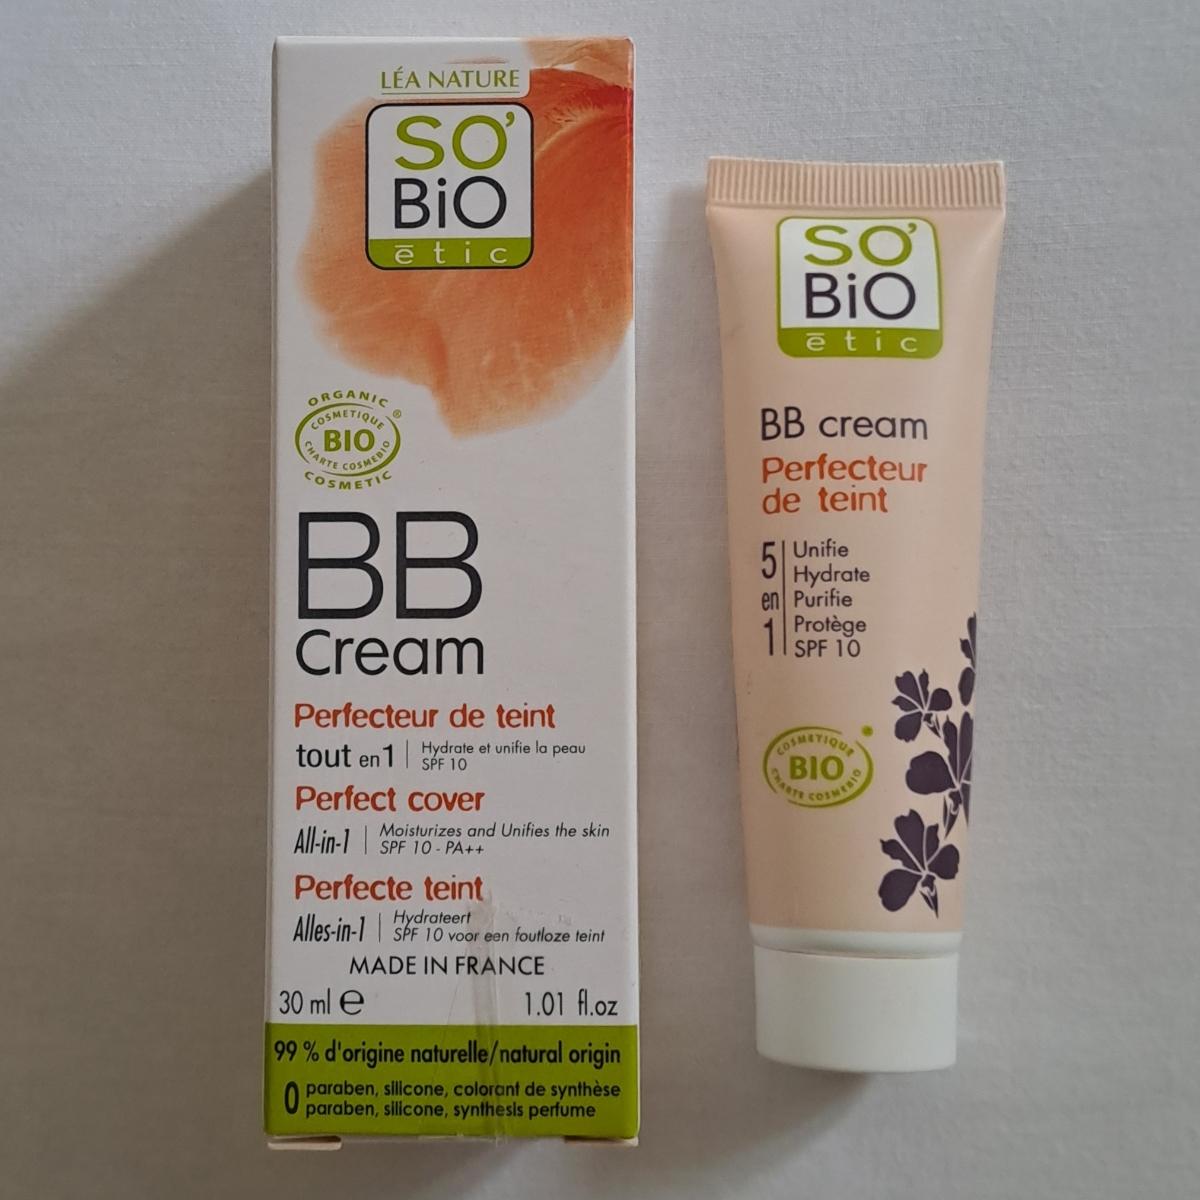 LÉA NATURE
SO'
BiO
ētic
ORGANIC
COSMETIQUE
®
BIO
CHARTE COSMEBIO
COSMETIC
BB
Cream
Perfecteur de teint
tout en 1 | Hydrate et unifie la peau
SPF 10
Perfect cover
All-in-1 | Moisturizes and Unifies the skin
SPF 10 - PA++
Perfecte teint
Alles-in-1 | Hydrateert
SPF 10 voor een foutloze teint
MADE IN FRANCE
30 ml ℮ 1.01 fl.oz
99 % d'origine naturelle/natural origin
0 paraben, silicone, colorant de synthèse
paraben, silicone, synthesis perfume
SO'
BiO
ētic
BB cream
Perfecteur
de teint
5 en 1
Unifie
Hydrate
Purifie
Protège
SPF 10
COSMETIQUE
BIO
CHARTE COSMEBIO